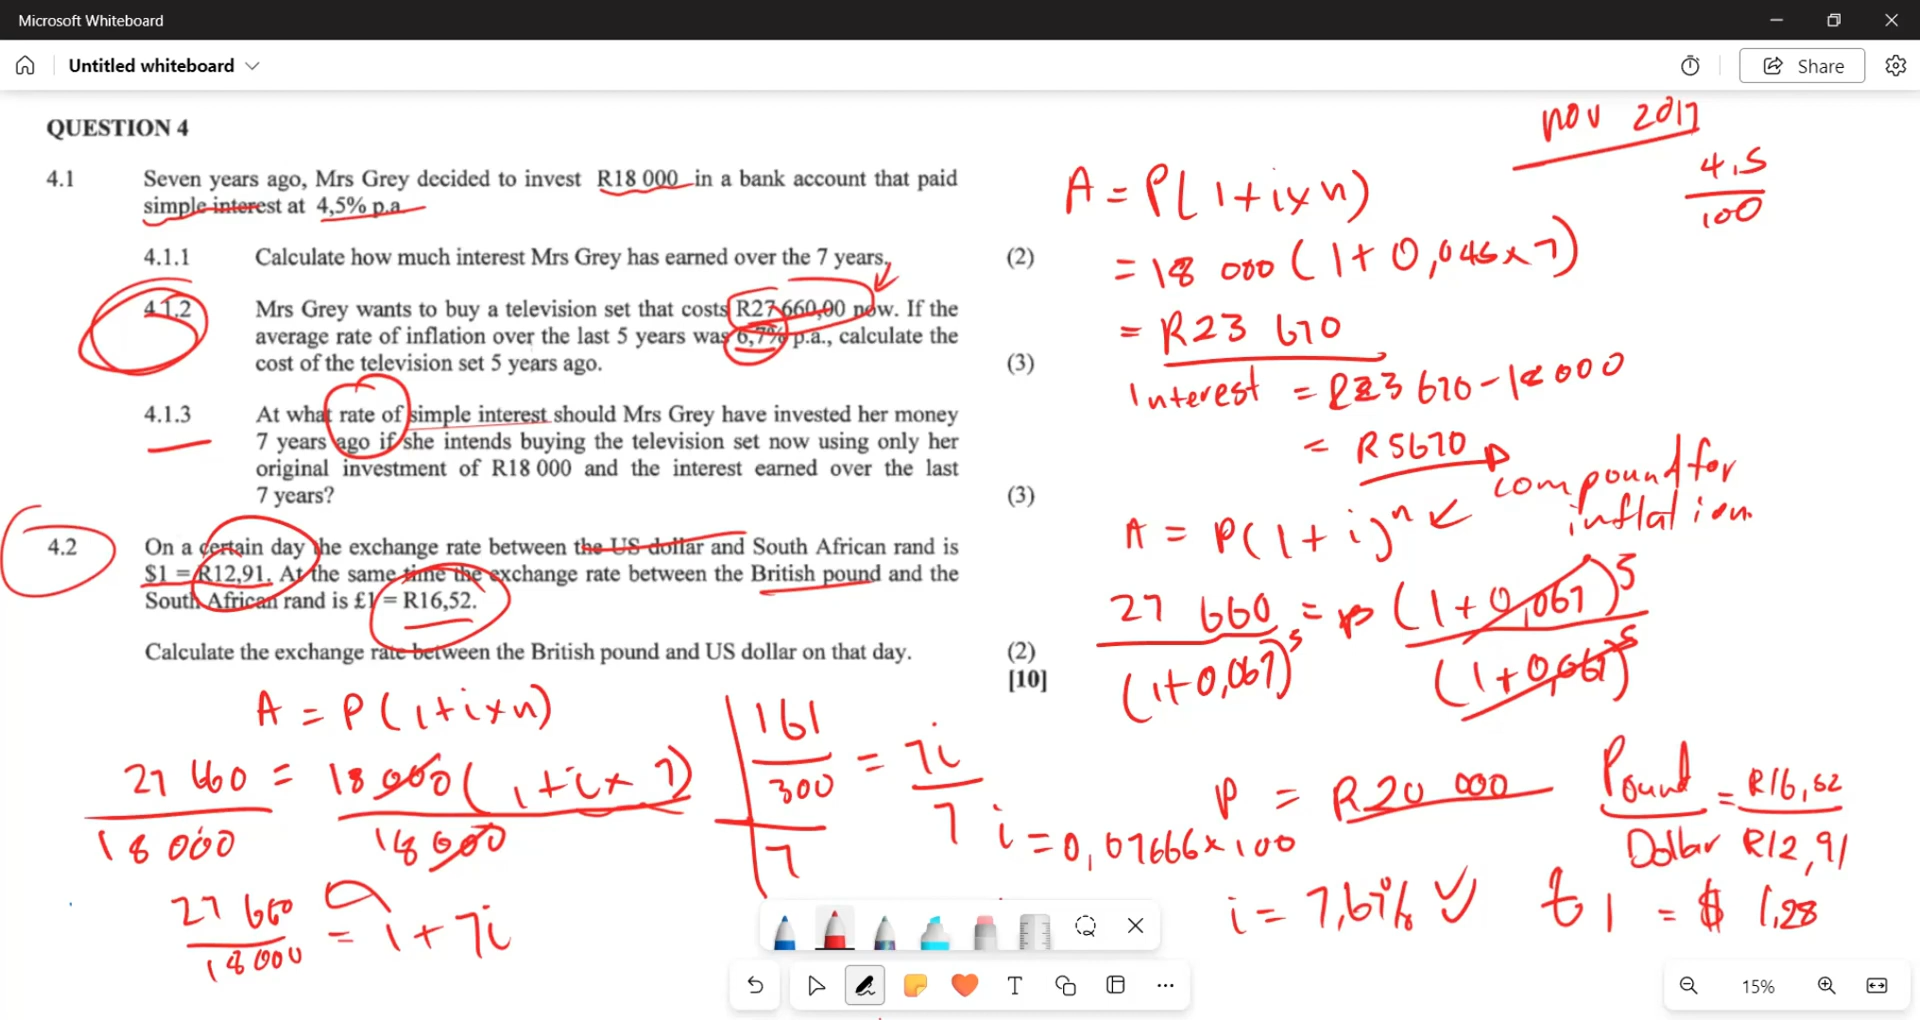 Microsoft Whiteboard
Untitled whiteboard
Share
QUESTION 4
4.1 Seven years ago, Mrs Grey decided to invest R18 000 in a bank account that paid
simple interest at 4,5% p.a.
4.1.1 Calculate how much interest Mrs Grey has earned over the 7 years. (2)
4.1.2 Mrs Grey wants to buy a television set that costs R27 660,00 now. If the
average rate of inflation over the last 5 years was 6,7% p.a., calculate the
cost of the television set 5 years ago. (3)
4.1.3 At what rate of simple interest should Mrs Grey have invested her money
7 years ago if she intends buying the television set now using only her
original investment of R18 000 and the interest earned over the last
7 years? (3)
4.2 On a certain day the exchange rate between the US dollar and South African rand is
$1 = R12,91. At the same time the exchange rate between the British pound and the
South African rand is £1 = R16,52.
Calculate the exchange rate between the British pound and US dollar on that day. (2)
[10]
A = P(1+i×n)
27 660 = 18 000(1+i×7)
18 000 18 000
27 660 = 1+7i
18000
161 = 7i
300
7 7
i = 0,07666×100
i = 7,67%
nov 2017
4,5
100
A = P(1+i×n)
= 18 000(1+0,045×7)
= R23 670
Interest = R23 670-18000
= R5670
compound for
inflation.
A = P(1+i)ⁿ
27 660 = P(1+0,067)⁵
(1+0,067)⁵ (1+0,067)⁵
P = R20 000
Pound = R16,52
Dollar R12,91
£1 = $ 1,28
15%